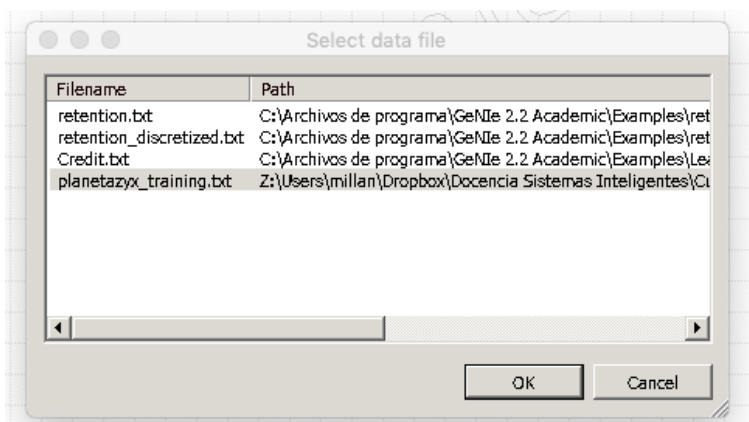 Select data file
Filename Path
retention.txt C:\Archivos de programa\GeNIe 2.2 Academic\Examples\ret
retention_discretized.txt C:\Archivos de programa\GeNIe 2.2 Academic\Examples\ret
Credit.txt C:\Archivos de programa\GeNIe 2.2 Academic\Examples\Lea
planetazyx_training.txt Z:\Users\millan\Dropbox\Docencia Sistemas Inteligentes\Cu
OK Cancel